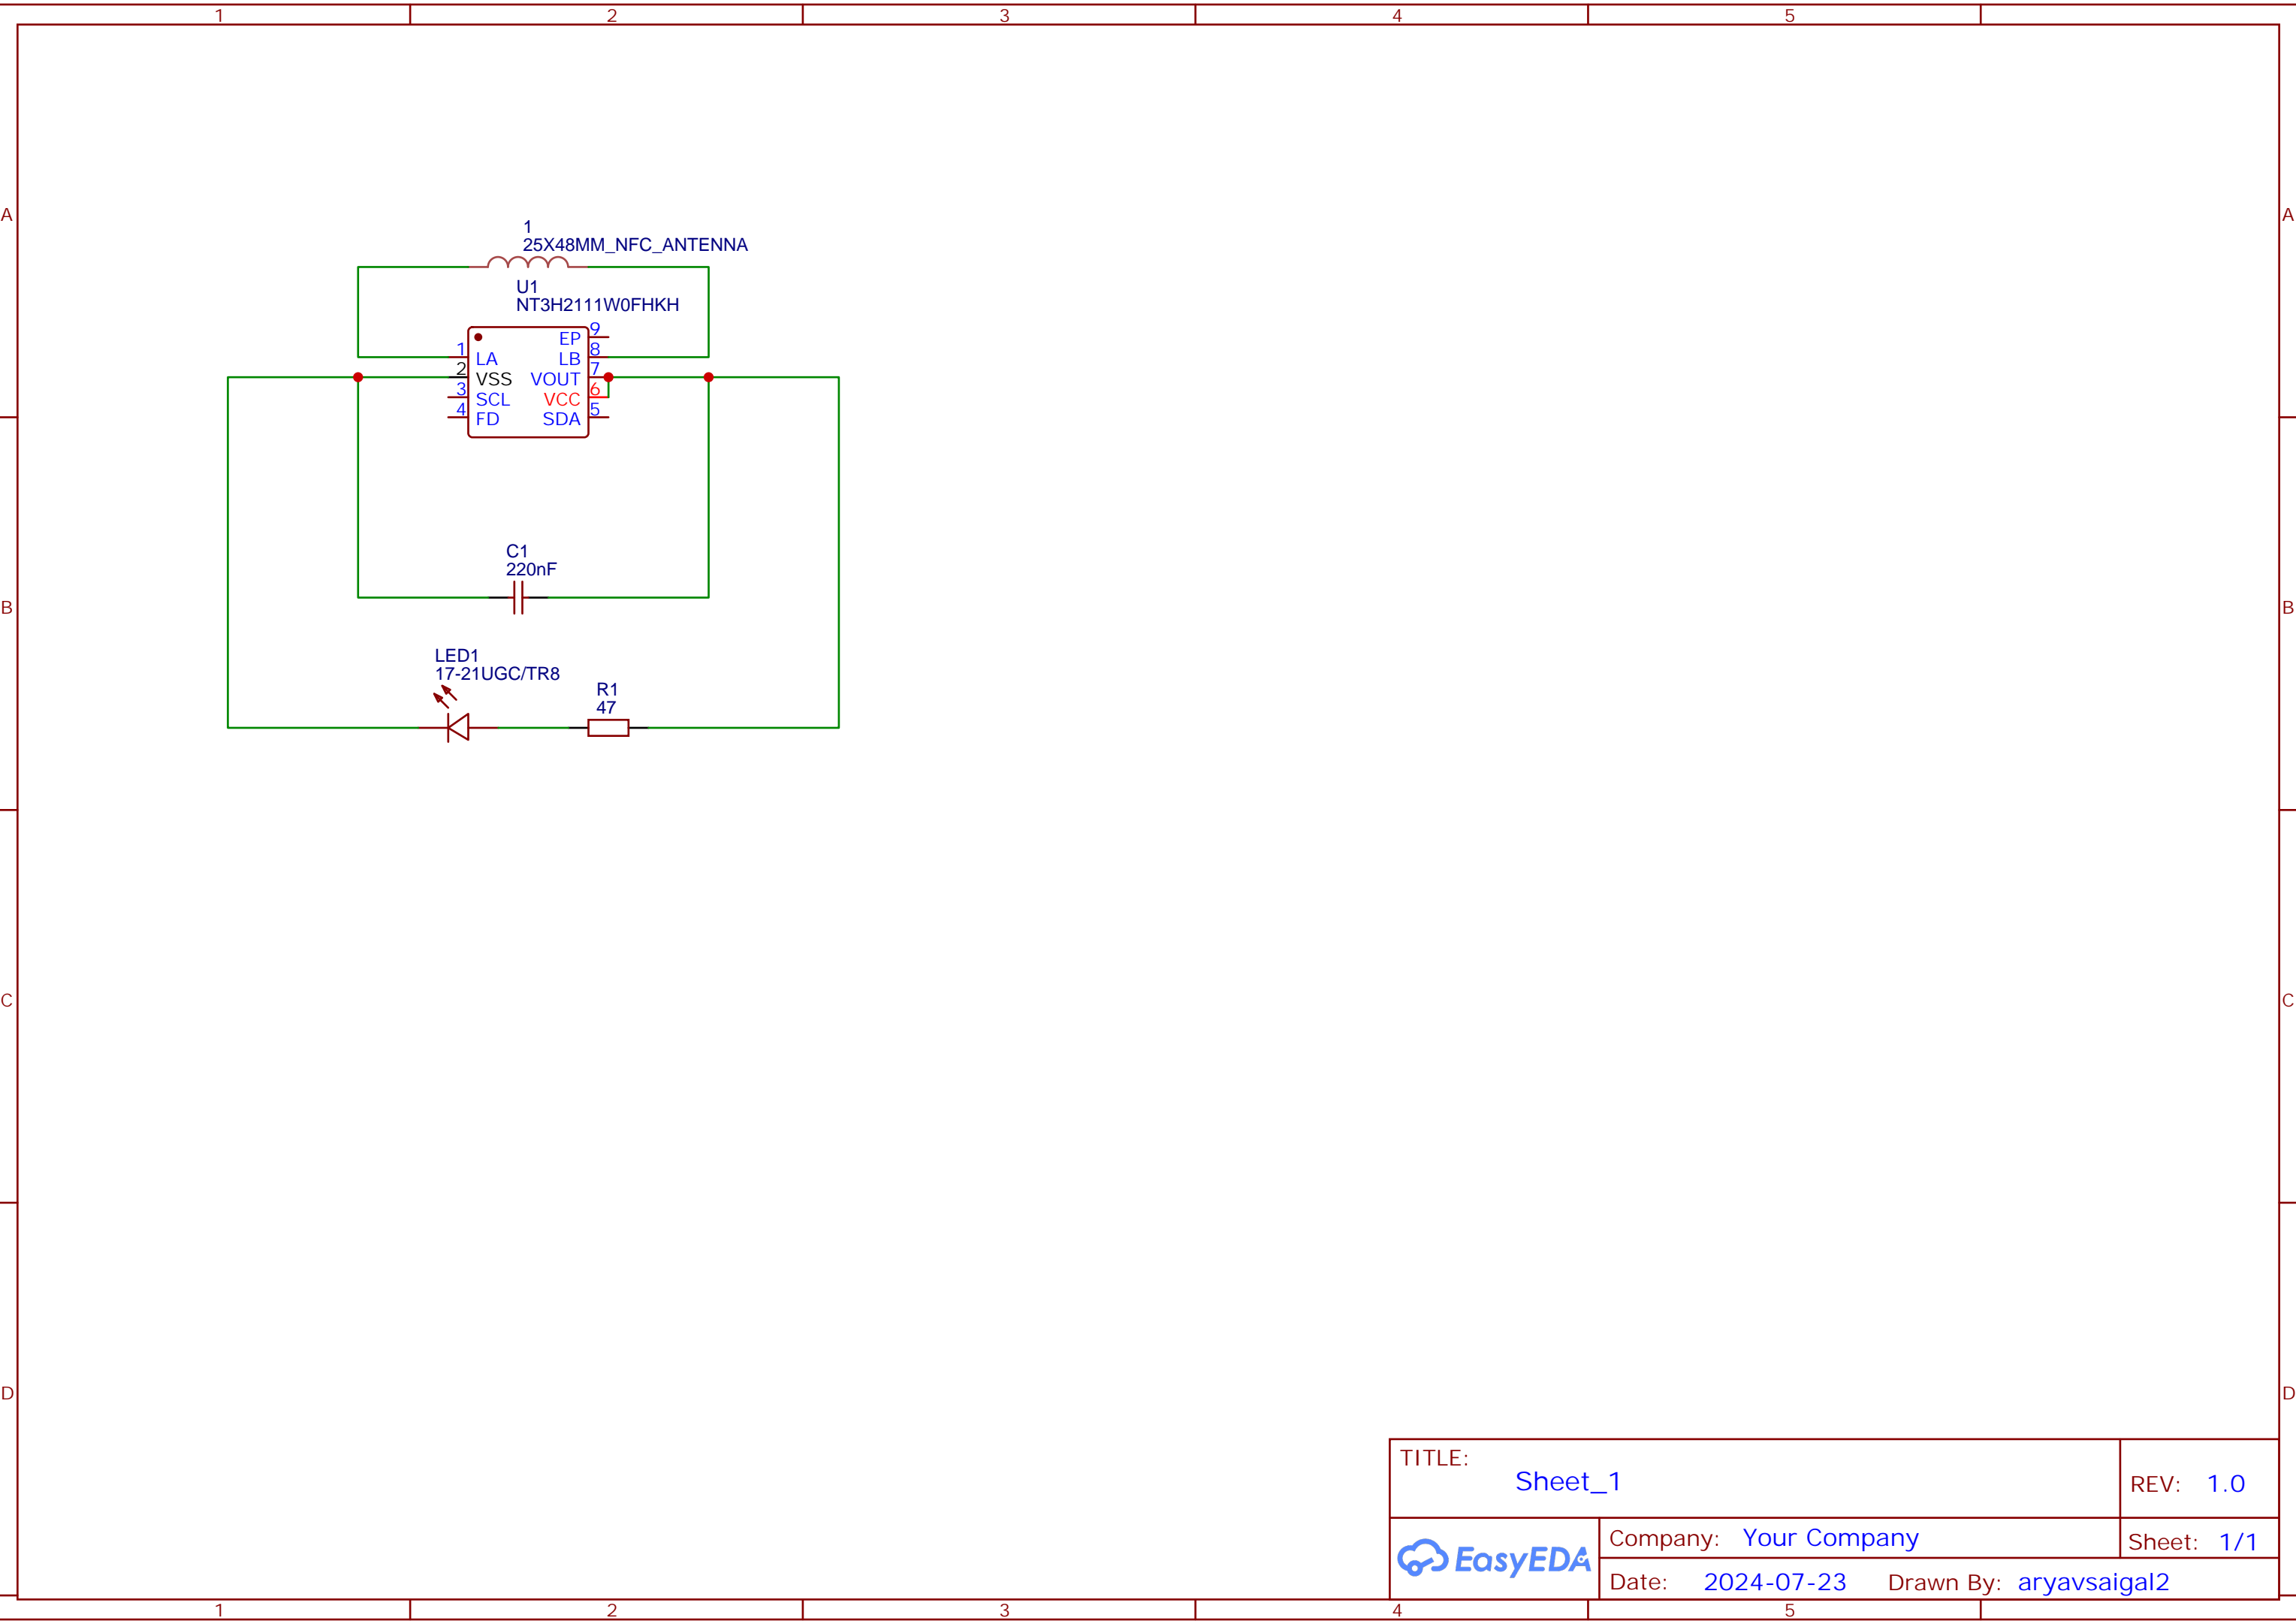 1 2 3 4 5
A A
1
25X48MM_NFC_ANTENNA
U1
NT3H2111W0FHKH
EP 9
1 LA LB 8
2 VSS VOUT 7
3 SCL VCC 6
4 FD SDA 5
C1
220nF
B B
LED1
17-21UGC/TR8
R1
47
C C
D D
TITLE:
Sheet_1
REV: 1.0
EasyEDA
Company: Your Company
Sheet: 1/1
Date: 2024-07-23 Drawn By: aryavsaigal2
1 2 3 4 5